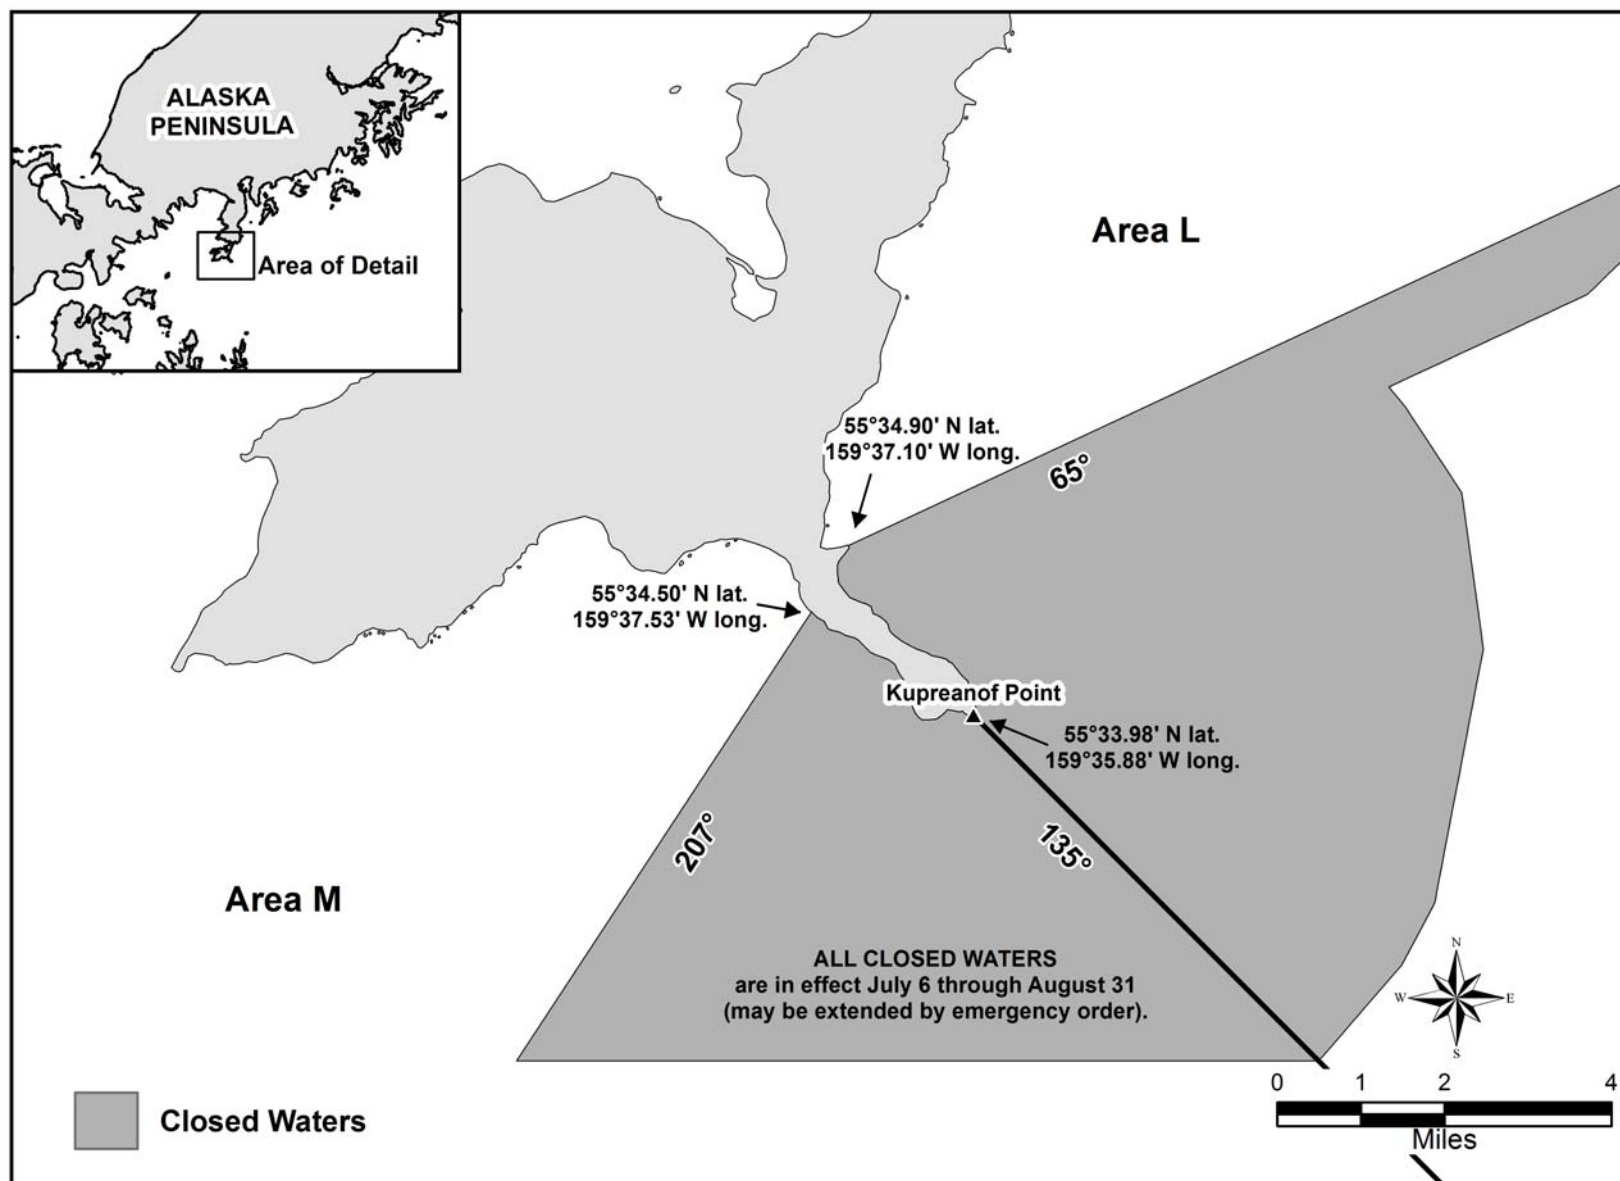 ALASKA
PENINSULA
Area of Detail
Area L
55°34.90' N lat.
159°37.10' W long.
65°
55°34.50' N lat.
159°37.53' W long.
Kupreanof Point
55°33.98' N lat.
159°35.88' W long.
207°
135°
Area M
ALL CLOSED WATERS
are in effect July 6 through August 31
(may be extended by emergency order).
N
W E
S
0 1 2 4
Miles
Closed Waters